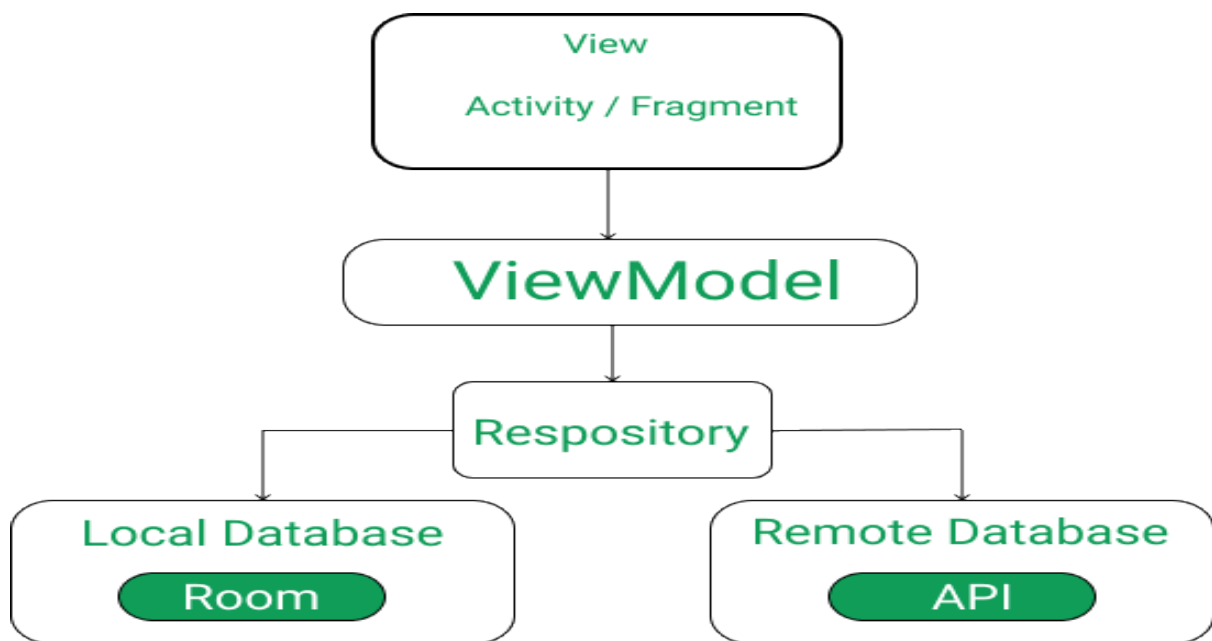 View
Activity / Fragment
ViewModel
Respository
Local Database
Room
Remote Database
API